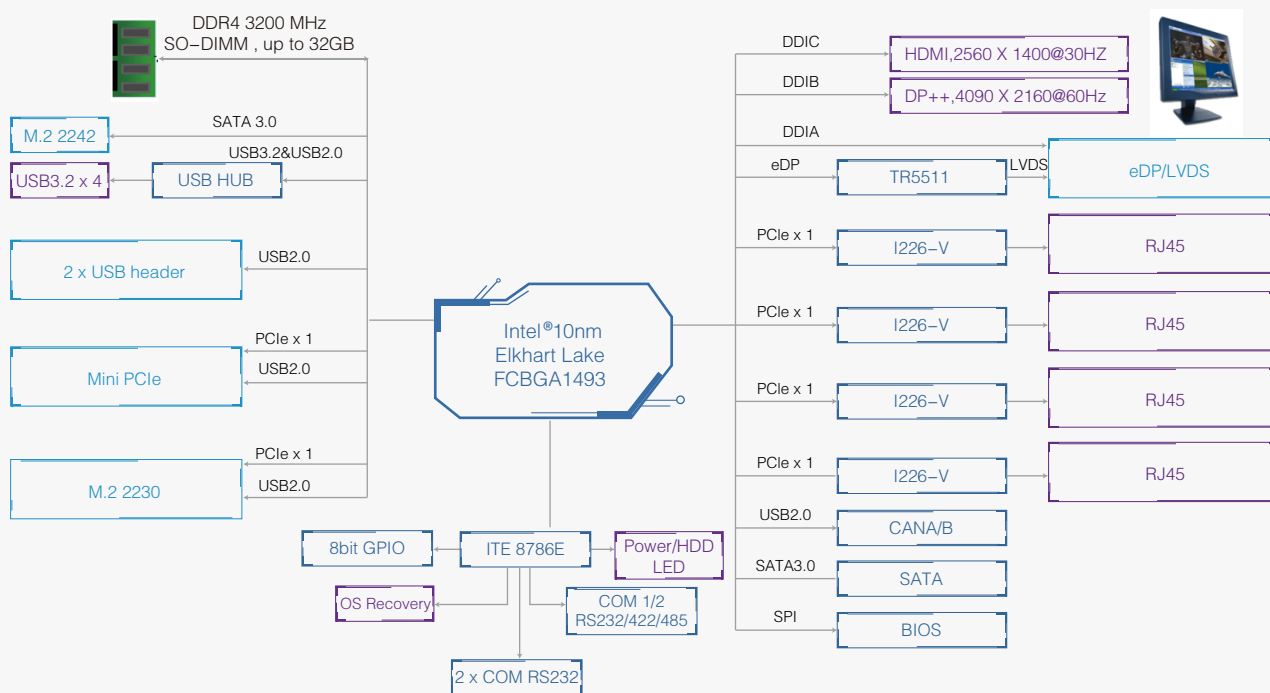 DDR4 3200 MHz
SO-DIMM , up to 32GB
SATA 3.0
M.2 2242
USB3.2&USB2.0
USB3.2 x 4
USB HUB
USB2.0
2 x USB header
PCIe x 1
Mini PCIe
USB2.0
PCIe x 1
M.2 2230
USB2.0
Intel®10nm
Elkhart Lake
FCBGA1493
8bit GPIO
ITE 8786E
Power/HDD
LED
OS Recovery
COM 1/2
RS232/422/485
2 x COM RS232
DDIC
HDMI,2560 X 1400@30HZ
DDIB
DP++,4090 X 2160@60Hz
DDIA
eDP
TR5511
LVDS
eDP/LVDS
PCIe x 1
I226-V
RJ45
PCIe x 1
I226-V
RJ45
PCIe x 1
I226-V
RJ45
PCIe x 1
I226-V
RJ45
USB2.0
CANA/B
SATA3.0
SATA
SPI
BIOS